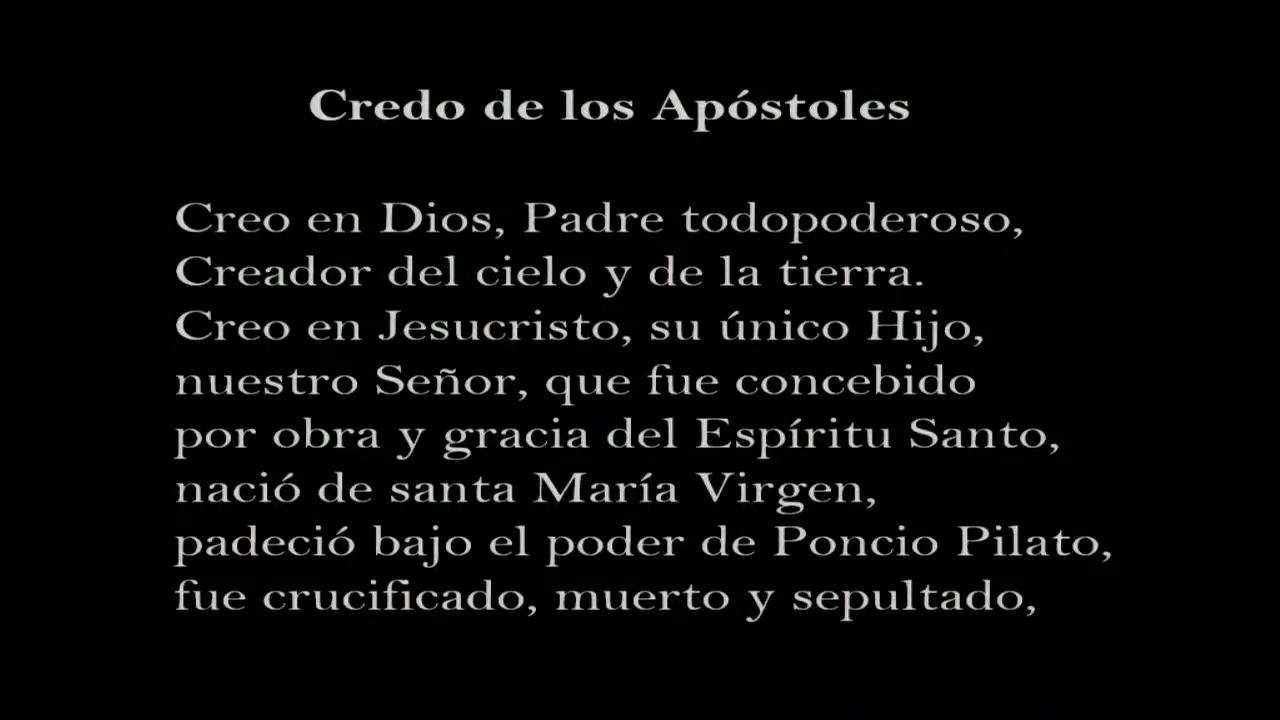 Credo de los Apóstoles
Creo en Dios, Padre todopoderoso,
Creador del cielo y de la tierra.
Creo en Jesucristo, su único Hijo,
nuestro Señor, que fue concebido
por obra y gracia del Espíritu Santo,
nació de santa María Virgen,
padeció bajo el poder de Poncio Pilato,
fue crucificado, muerto y sepultado,